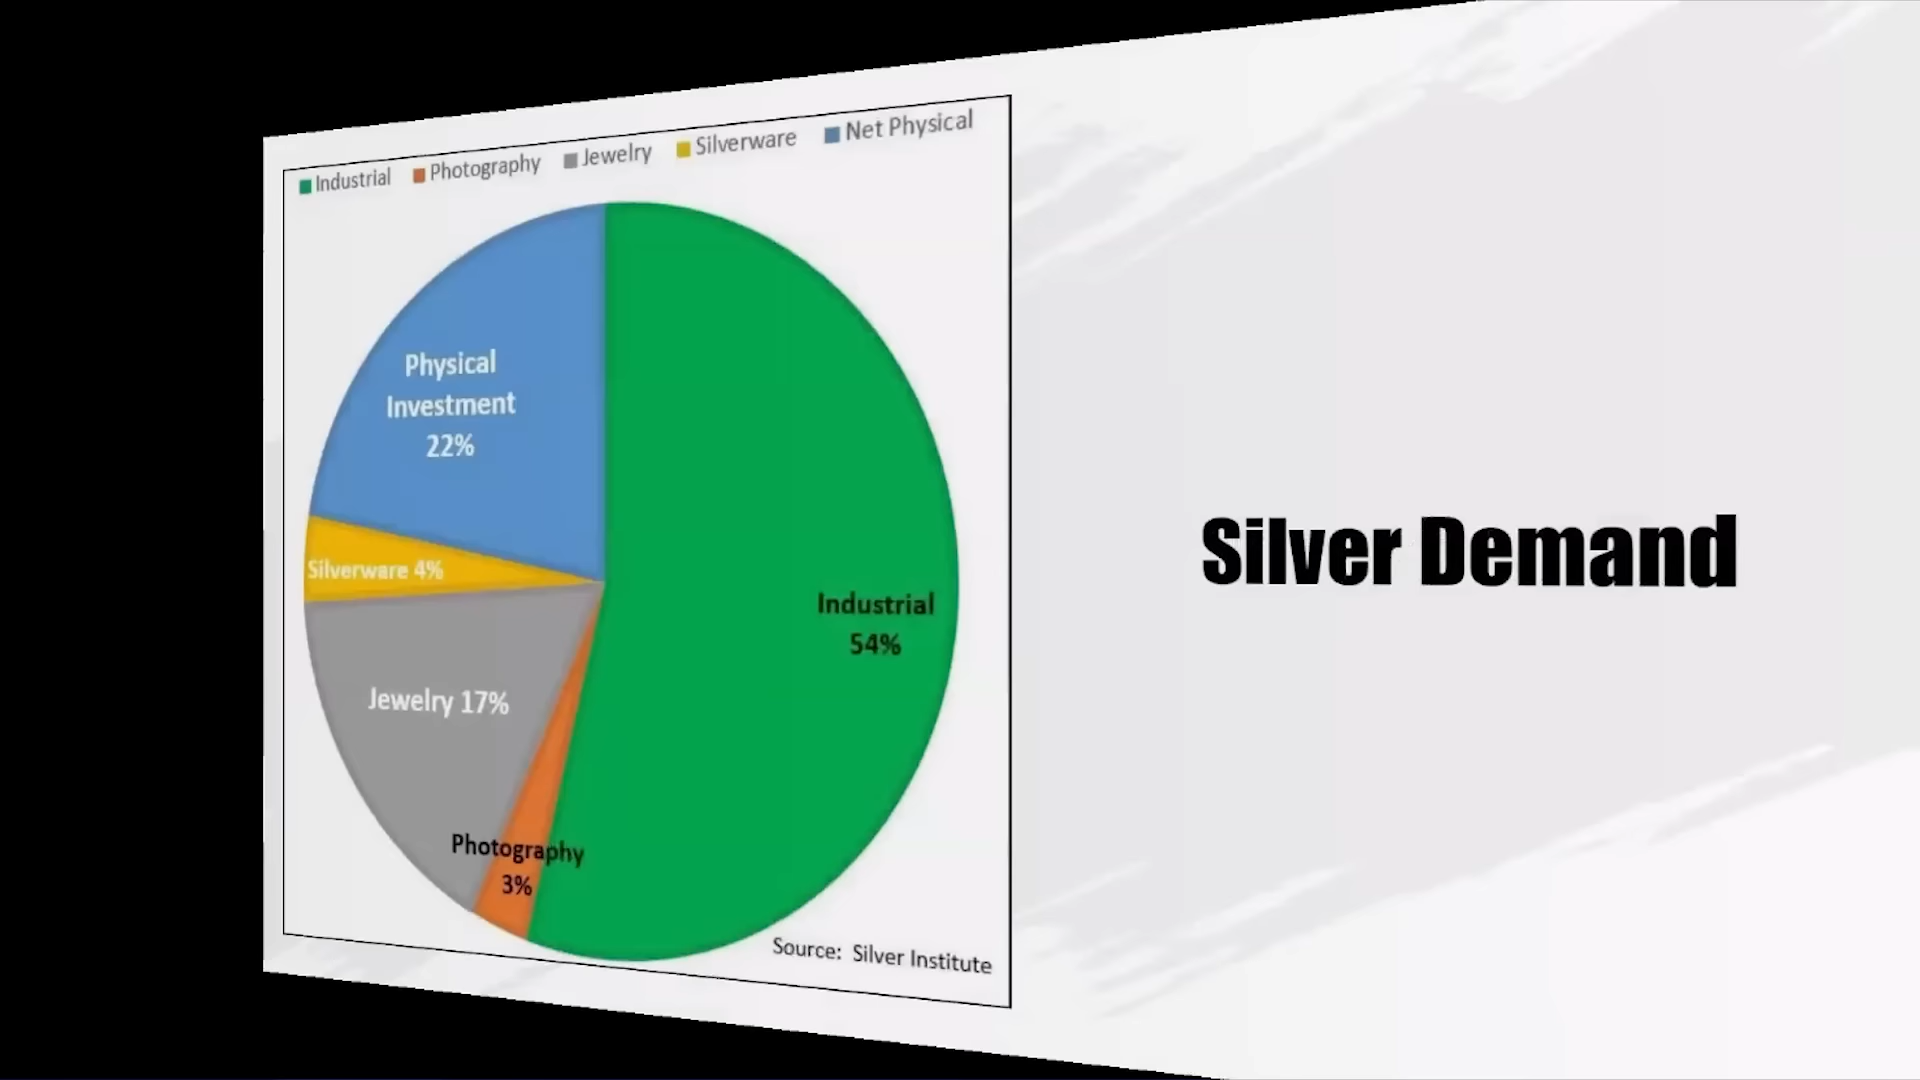 Industrial Photography Jewelry Silverware Net Physical
Physical
Investment
22%
Silverware 4%
Industrial
54%
Jewelry 17%
Photography
3%
Source: Silver Institute
Silver Demand